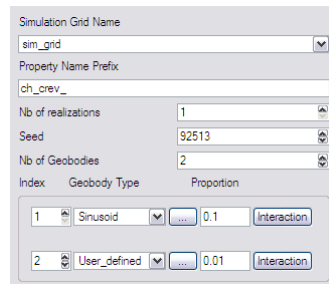 Simulation Grid Name
sim_grid
Property Name Prefix
ch_crev_
Nb of realizations 1
Seed 92513
Nb of Geobodies 2
Index Geobody Type Proportion
1 Sinusoid ... 0.1 Interaction
2 User_defined ... 0.01 Interaction